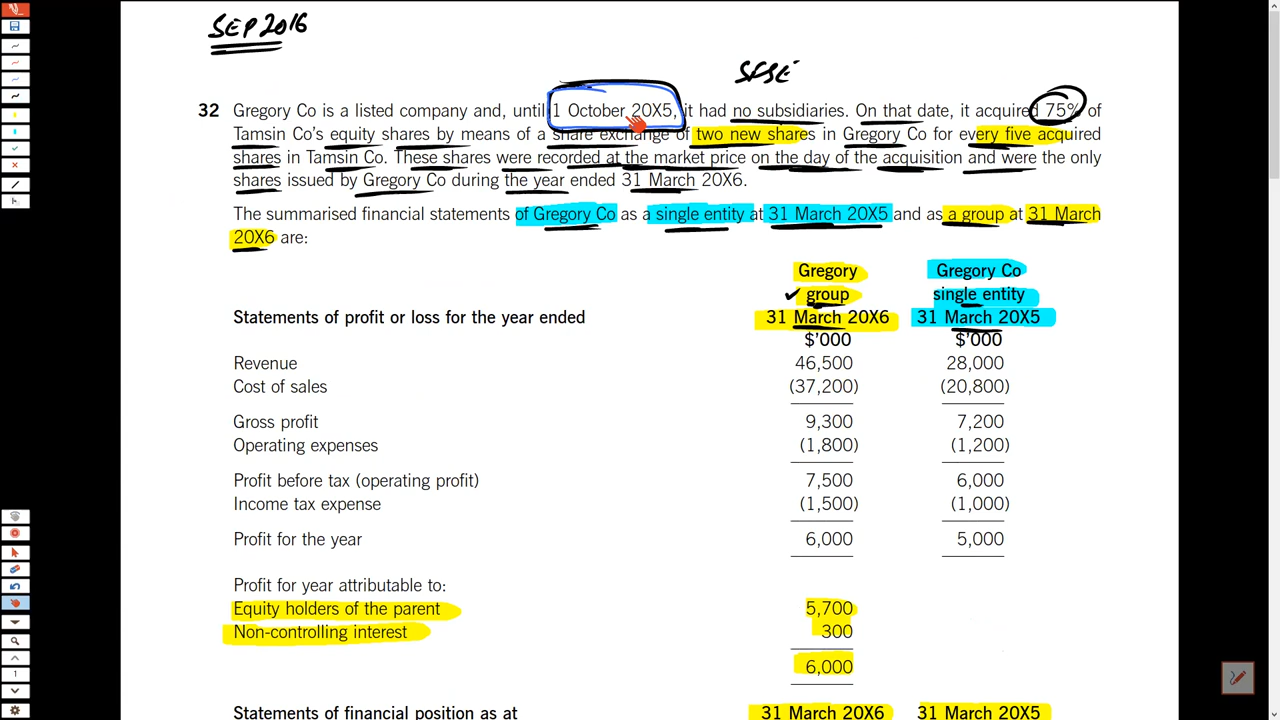 SEP 2016
SFSE
32 Gregory Co is a listed company and, until 1 October 20X5, it had no subsidiaries. On that date, it acquired 75% of
Tamsin Co's equity shares by means of a share exchange of two new shares in Gregory Co for every five acquired
shares in Tamsin Co. These shares were recorded at the market price on the day of the acquisition and were the only
shares issued by Gregory Co during the year ended 31 March 20X6.
The summarised financial statements of Gregory Co as a single entity at 31 March 20X5 and as a group at 31 March
20X6 are:
Gregory Gregory Co
group single entity
Statements of profit or loss for the year ended 31 March 20X6 31 March 20X5
$'000 $'000
Revenue 46,500 28,000
Cost of sales (37,200) (20,800)
Gross profit 9,300 7,200
Operating expenses (1,800) (1,200)
Profit before tax (operating profit) 7,500 6,000
Income tax expense (1,500) (1,000)
Profit for the year 6,000 5,000
Profit for year attributable to:
Equity holders of the parent 5,700
Non-controlling interest 300
6,000
Statements of financial position as at 31 March 20X6 31 March 20X5
1